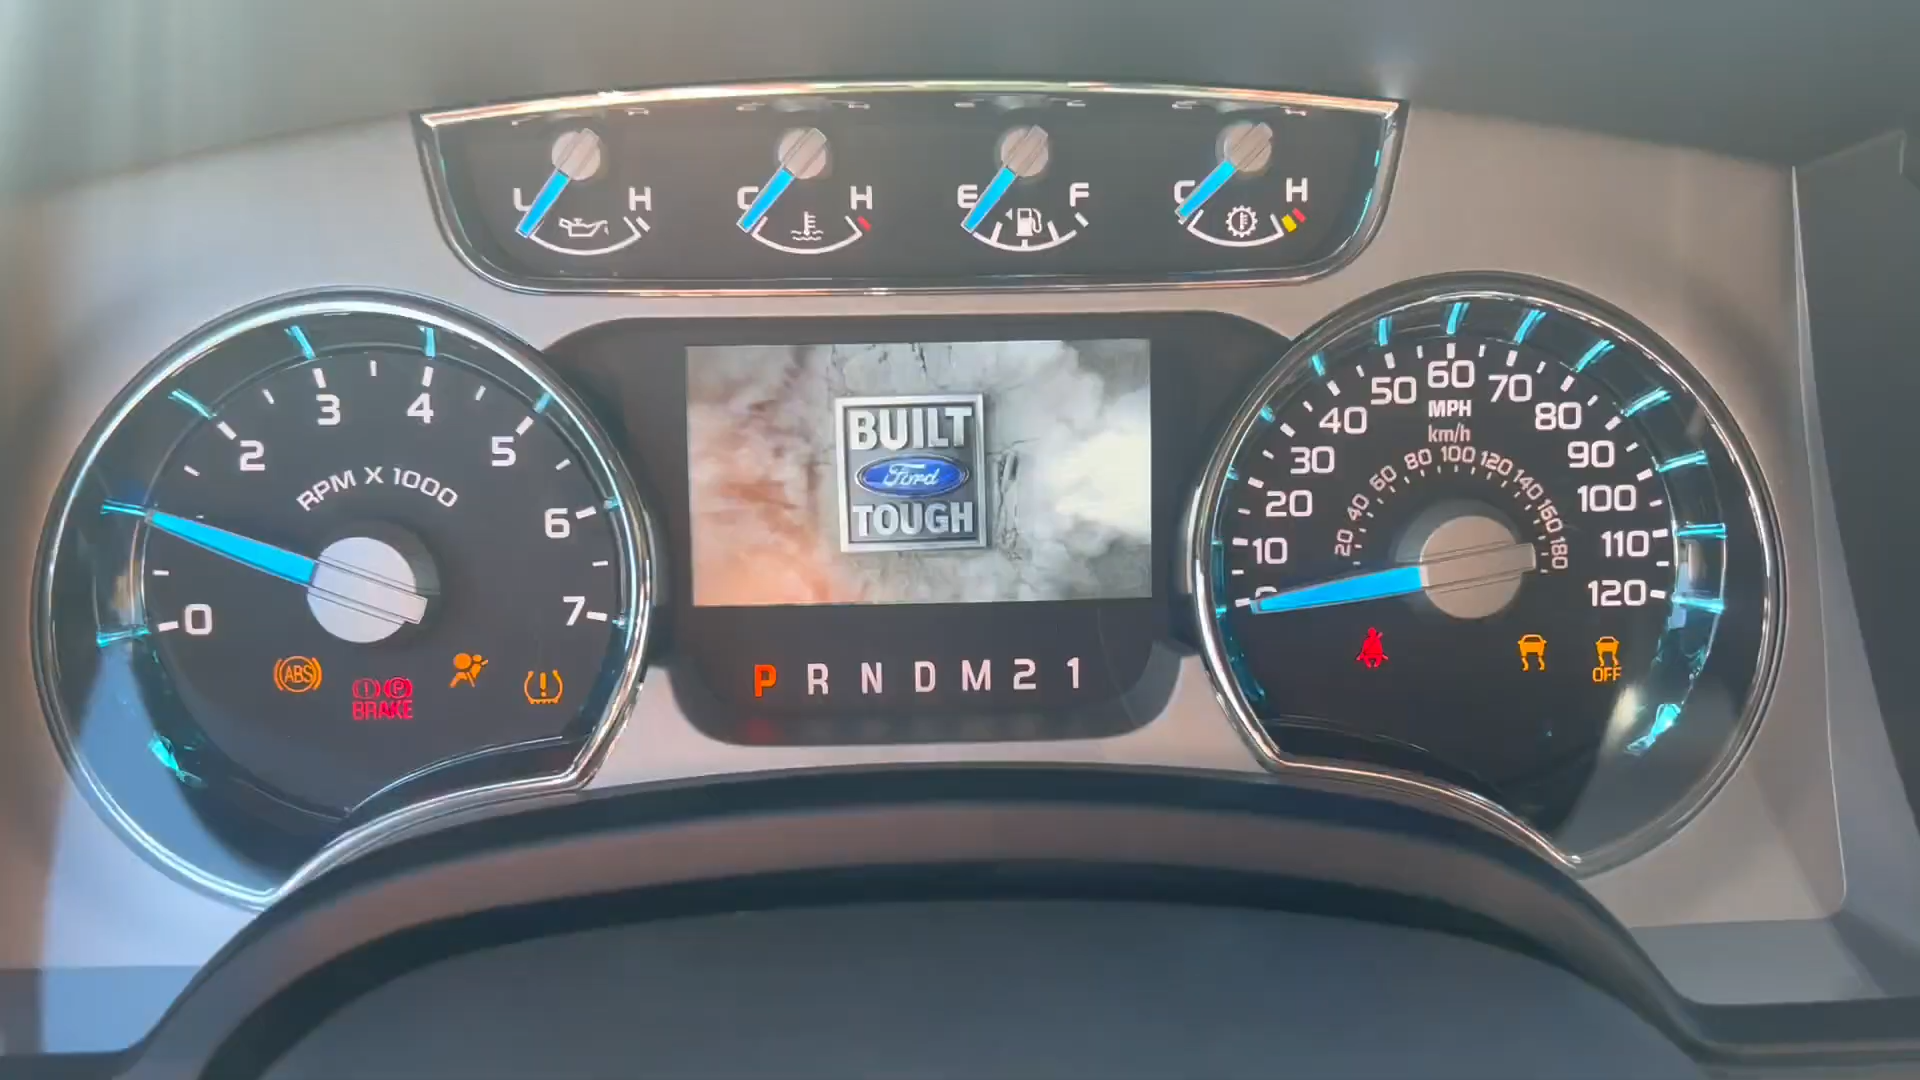 L H
C H
E F
C H
0 2 3 4 5 6 7
RPM X 1000
ABS
BRAKE
P
BUILT
Ford
TOUGH
P R N D M 2 1
10 20 30 40 50 60 70 80 90 100 110 120
MPH
km/h
20 40 60 80 100 120 140 160 180
OFF